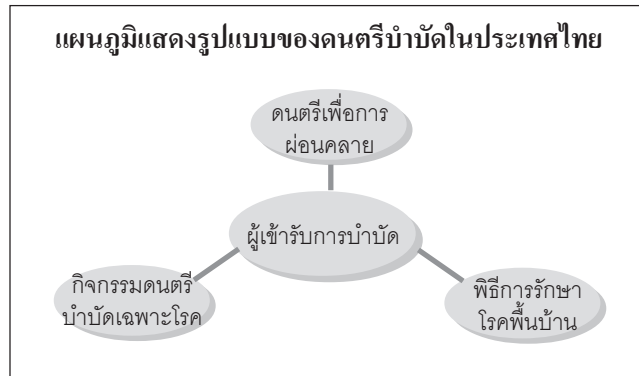 แผนภูมิแสดงรูปแบบของดนตรีบำบัดในประเทศไทย
ดนตรีเพื่อการ
ผ่อนคลาย
ผู้เข้ารับการบำบัด
กิจกรรมดนตรี
บำบัดเฉพาะโรค
พิธีการรักษา
โรคพื้นบ้าน